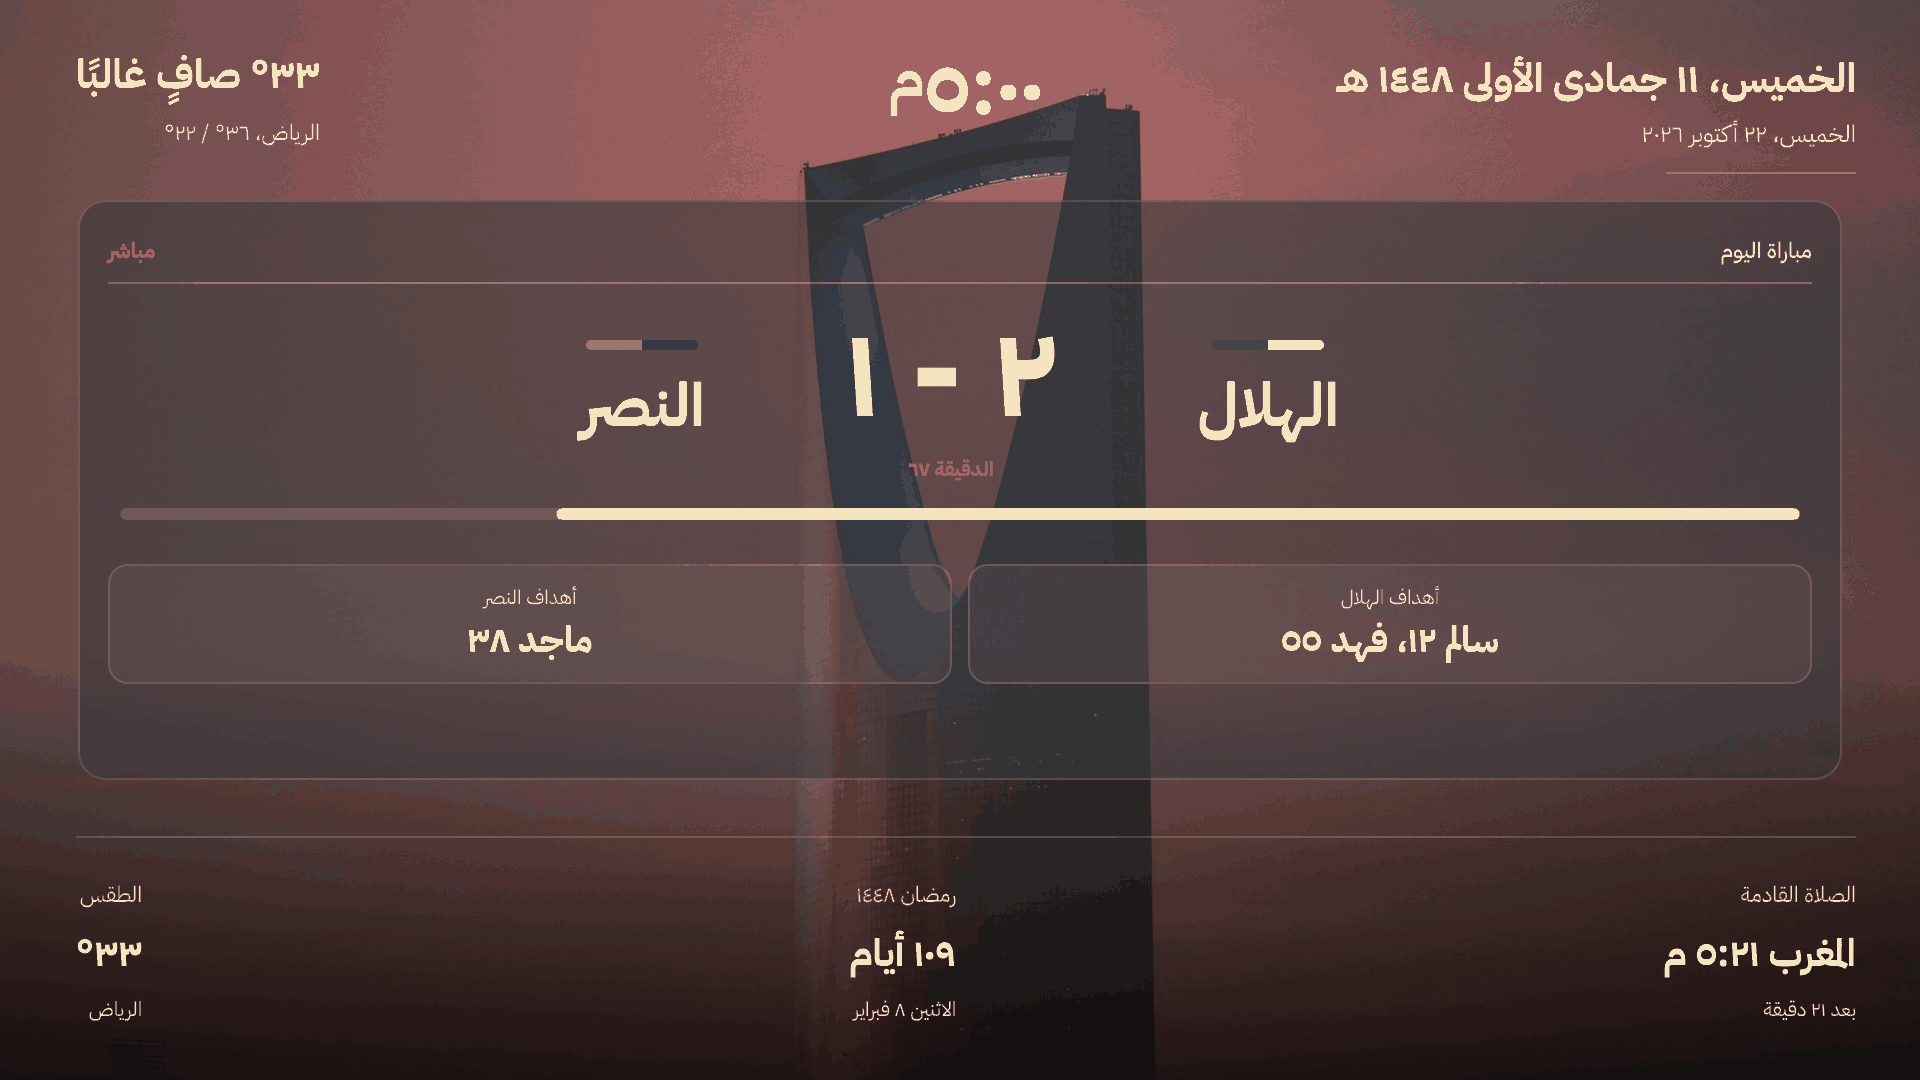 الخميس، ١١ جمادى الأولى ١٤٤٨ هـ
الخميس، ٢٢ أكتوبر ٢٠٢٦
٥:٠٠م
٣٣° صافٍ غالبًا
الرياض، ٣٦° / ٢٢°
مباراة اليوم
مباشر
الهلال
٢ - ١
النصر
الدقيقة ٦٧
أهداف الهلال
سالم ١٢، فهد ٥٥
أهداف النصر
ماجد ٣٨
الصلاة القادمة
المغرب ٥:٢١ م
بعد ٢١ دقيقة
رمضان ١٤٤٨
١٠٩ أيام
الاثنين ٨ فبراير
الطقس
٣٣°
الرياض